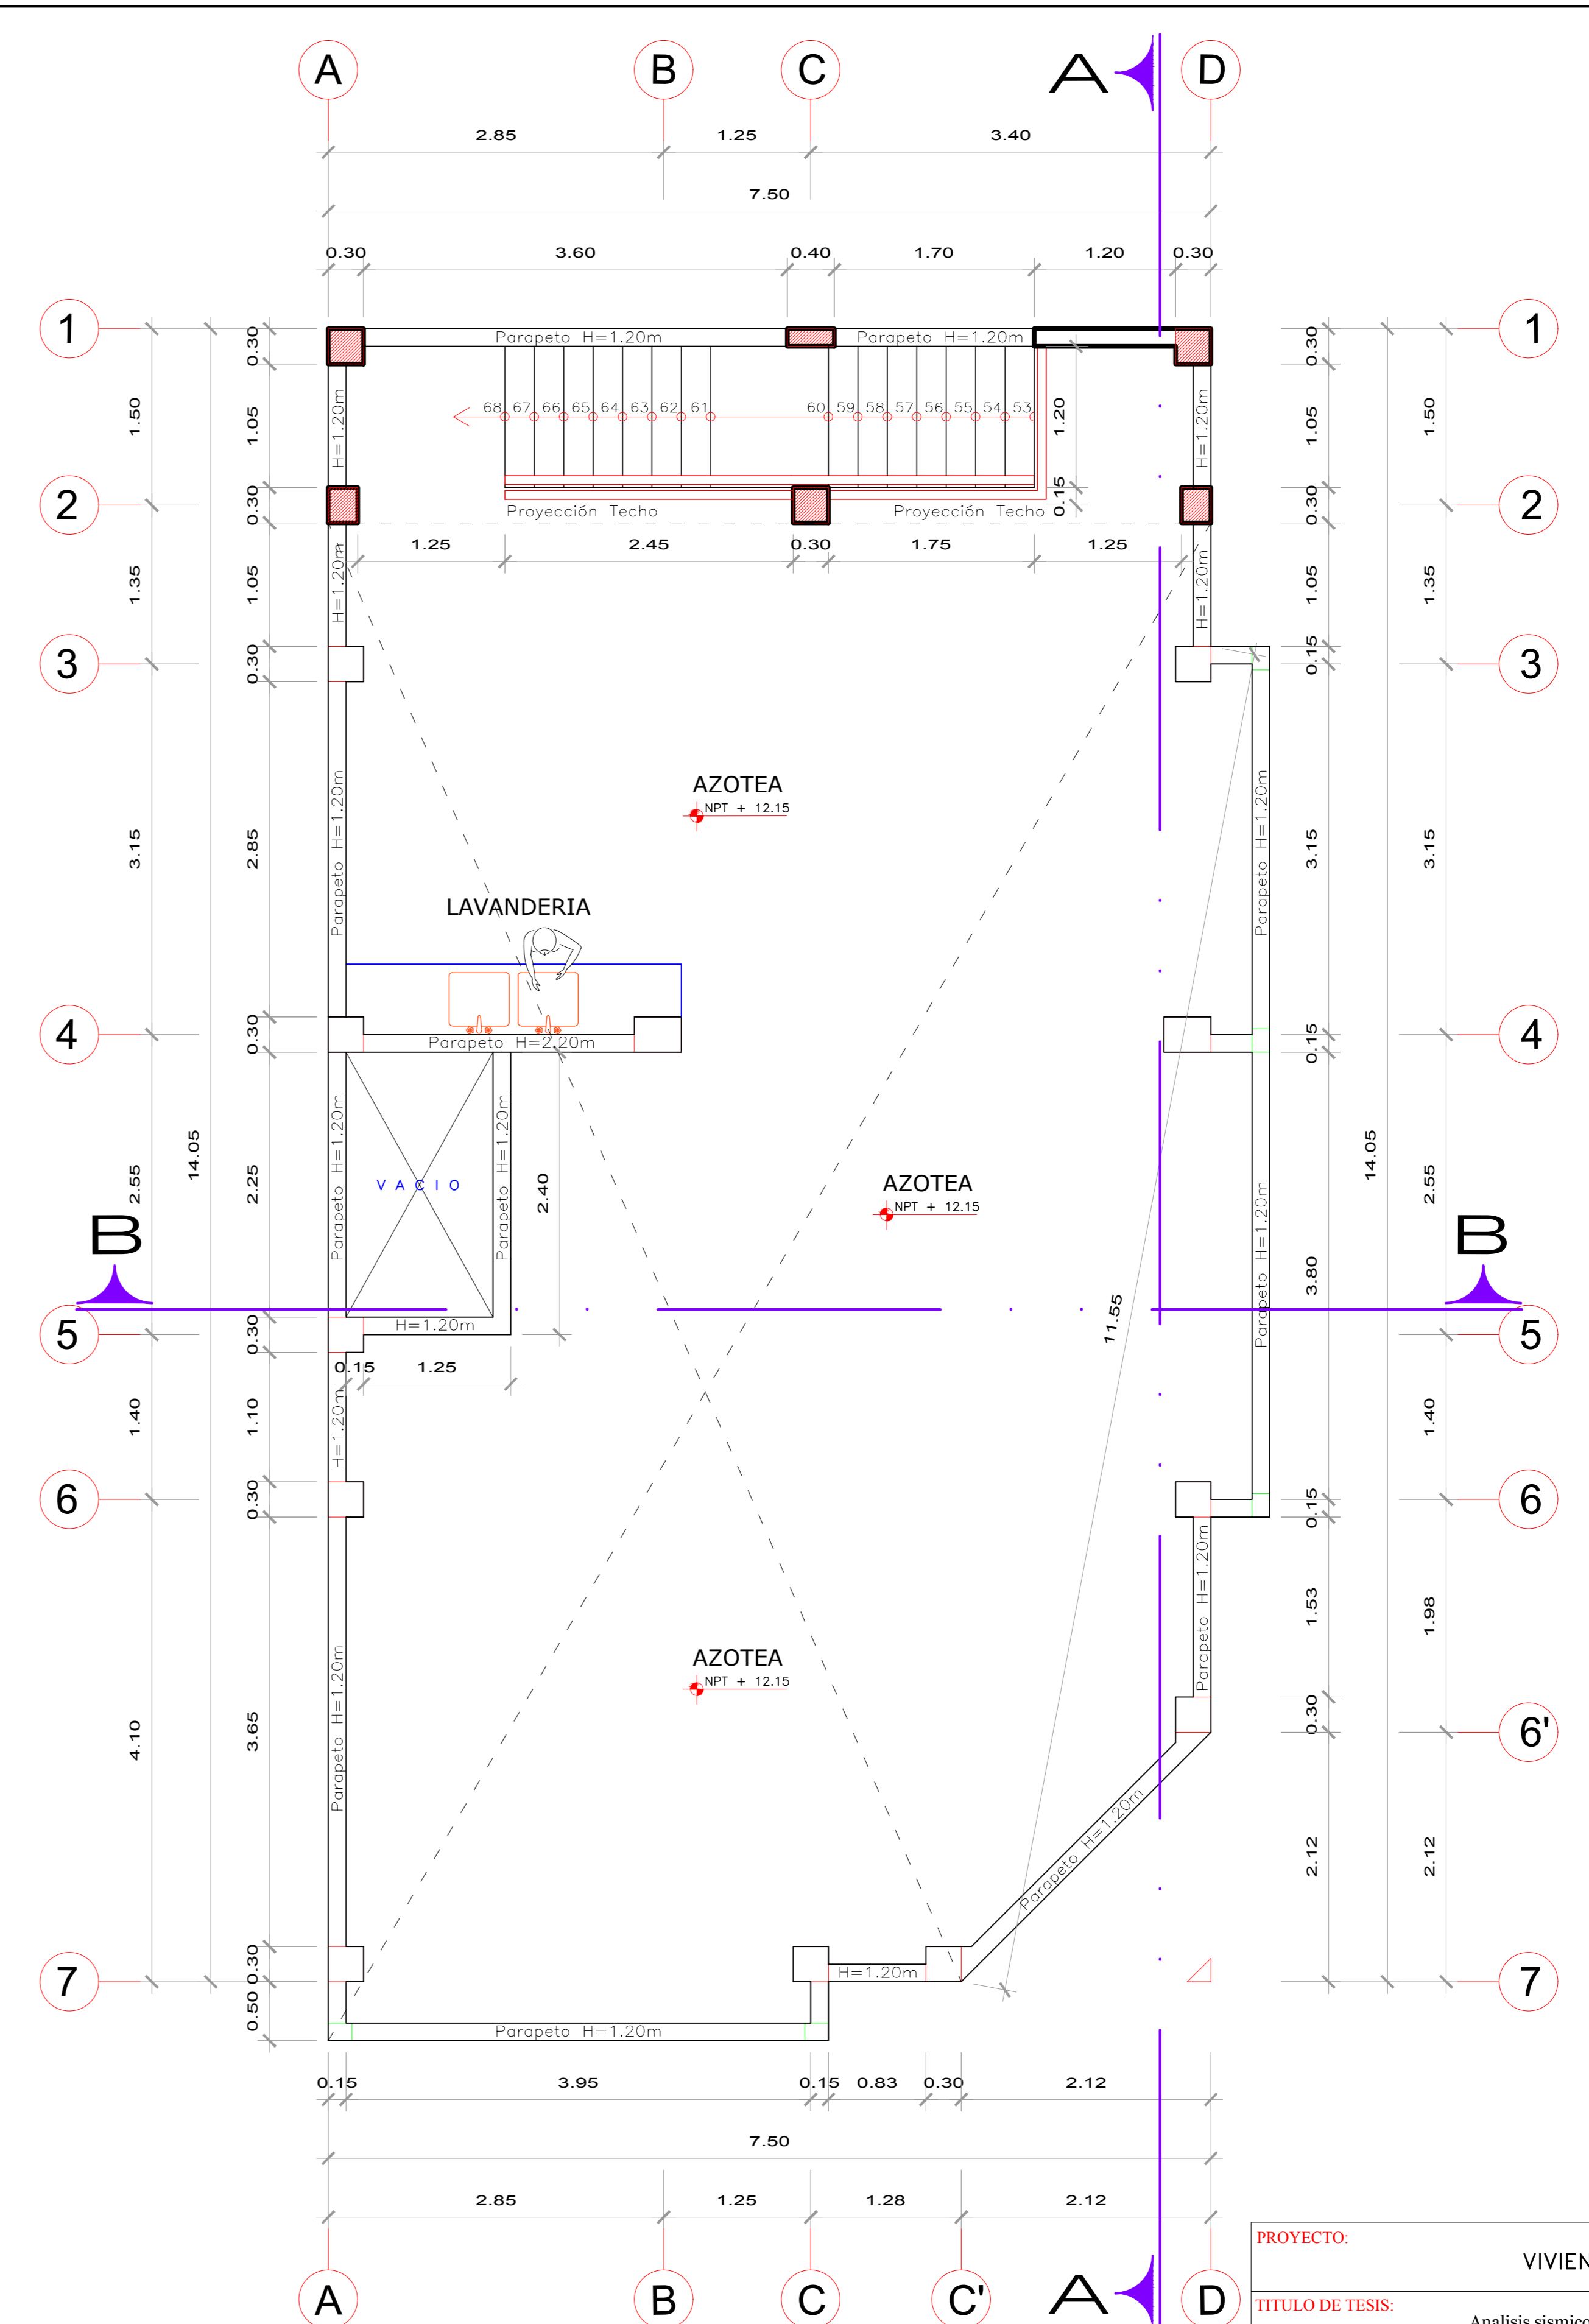 A B C A D
2.85 1.25 3.40
7.50
0.30 3.60 0.40 1.70 1.20 0.30
1 0.30 Parapeto H=1.20m Parapeto H=1.20m 0.30 1
1.50 1.05 H=1.20m 68 67 66 65 64 63 62 61 60 59 58 57 56 55 54 53 1.20 H=1.20m 1.05 1.50
2 0.30 Proyección Techo Proyección Techo 0.15 0.30 2
1.25 2.45 0.30 1.75 1.25
1.35 1.05 H=1.20m H=1.20m 1.05 1.35
3 0.30 0.15 3
AZOTEA
NPT + 12.15
3.15 2.85 Parapeto H=1.20m Parapeto H=1.20m 3.15 3.15
LAVANDERIA
4 0.30 Parapeto H=2.20m 0.15 4
14.05 14.05
2.55 2.25 Parapeto H=1.20m V A C I O Parapeto H=1.20m 2.40 2.55
AZOTEA
NPT + 12.15
B B
Parapeto H=1.20m 3.80
11.55
5 0.30 H=1.20m 5
0.15 1.25
1.40 1.10 H=1.20m 1.40
6 0.30 0.15 6
Parapeto H=1.20m 1.53 1.98
AZOTEA
NPT + 12.15
4.10 3.65 Parapeto H=1.20m 0.30 6'
Parapeto H=1.20m 2.12 2.12
7 0.30 H=1.20m 7
0.50 Parapeto H=1.20m
0.15 3.95 0.15 0.83 0.30 2.12
7.50
2.85 1.25 1.28 2.12
A B C C' A D
PROYECTO:
VIVIEN
TITULO DE TESIS:
Analisis sismico